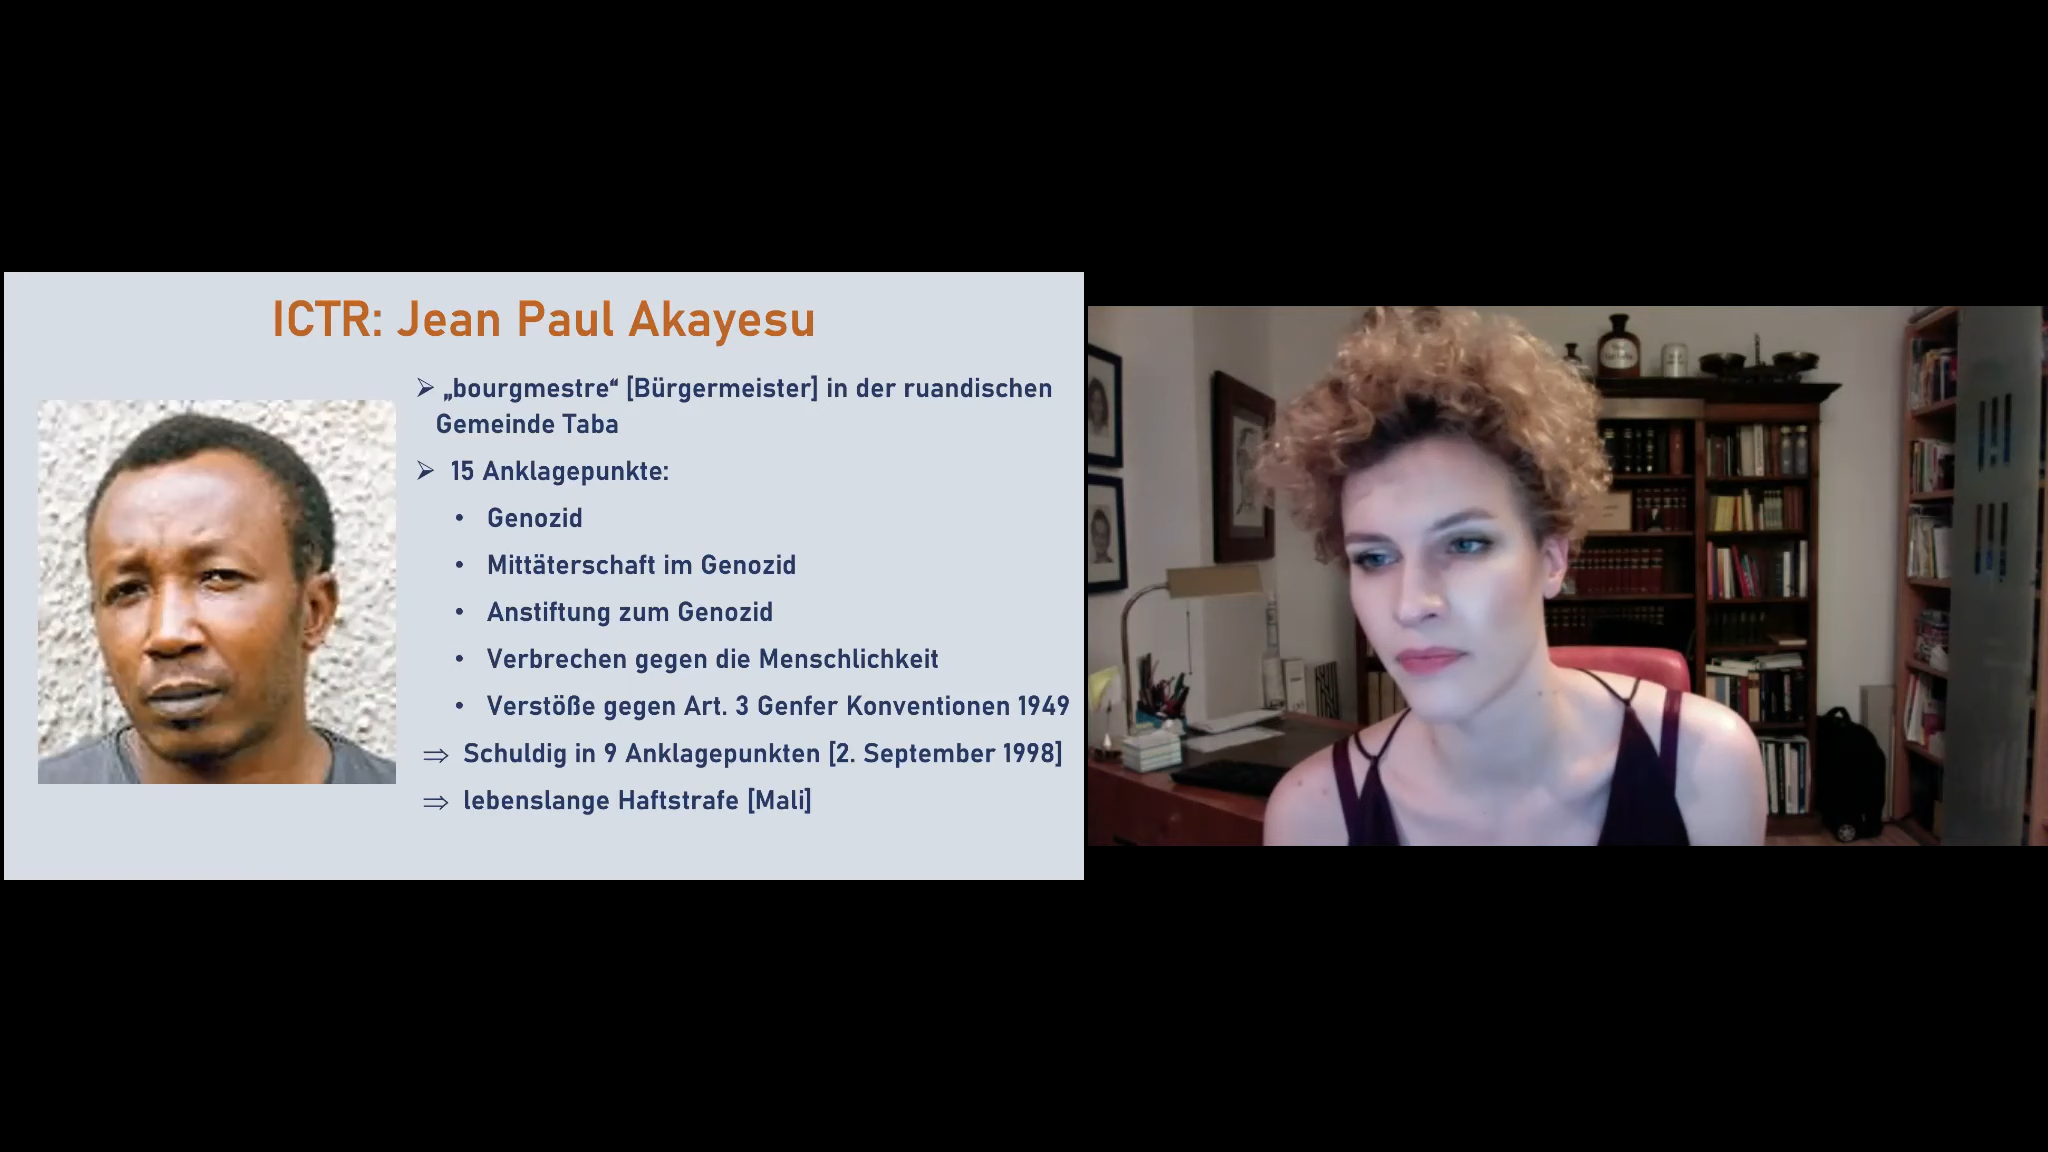 ICTR: Jean Paul Akayesu
➢ „bourgmestre“ [Bürgermeister] in der ruandischen
Gemeinde Taba
➢ 15 Anklagepunkte:
• Genozid
• Mittäterschaft im Genozid
• Anstiftung zum Genozid
• Verbrechen gegen die Menschlichkeit
• Verstöße gegen Art. 3 Genfer Konventionen 1949
⇒ Schuldig in 9 Anklagepunkten [2. September 1998]
⇒ lebenslange Haftstrafe [Mali]